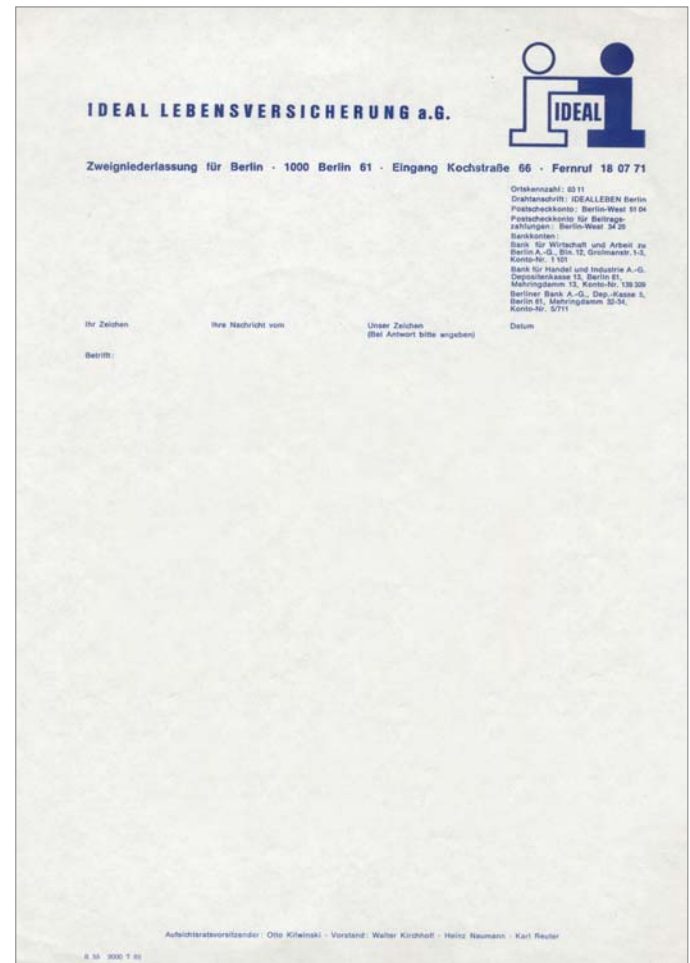 IDEAL LEBENSVERSICHERUNG a.G.
IDEAL
Zweigniederlassung für Berlin · 1000 Berlin 61 · Eingang Kochstraße 66 · Fernruf 18 07 71
Ortskennzahl: 03 11
Drahtanschrift: IDEALLEBEN Berlin
Postscheckkonto: Berlin-West 51 04
Postscheckkonto für Beitrags-
zahlungen: Berlin-West 34 29
Bankkonten:
Bank für Wirtschaft und Arbeit zu
Berlin A.-G., Bln. 12, Grolmanstr. 1-3,
Konto-Nr. 1 101
Bank für Handel und Industrie A.-G.
Depositenkasse 13, Berlin 61,
Mehringdamm 13, Konto-Nr. 138 309
Berliner Bank A.-G., Dep.-Kasse 5,
Berlin 61, Mehringdamm 32-34,
Konto-Nr. 5/711
Ihr Zeichen Ihre Nachricht vom Unser Zeichen Datum
(Bei Antwort bitte angeben)
Betrifft:
Aufsichtsratsvorsitzender: Otto Kilwinski · Vorstand: Walter Kirchhoff · Heinz Naumann · Karl Reuter